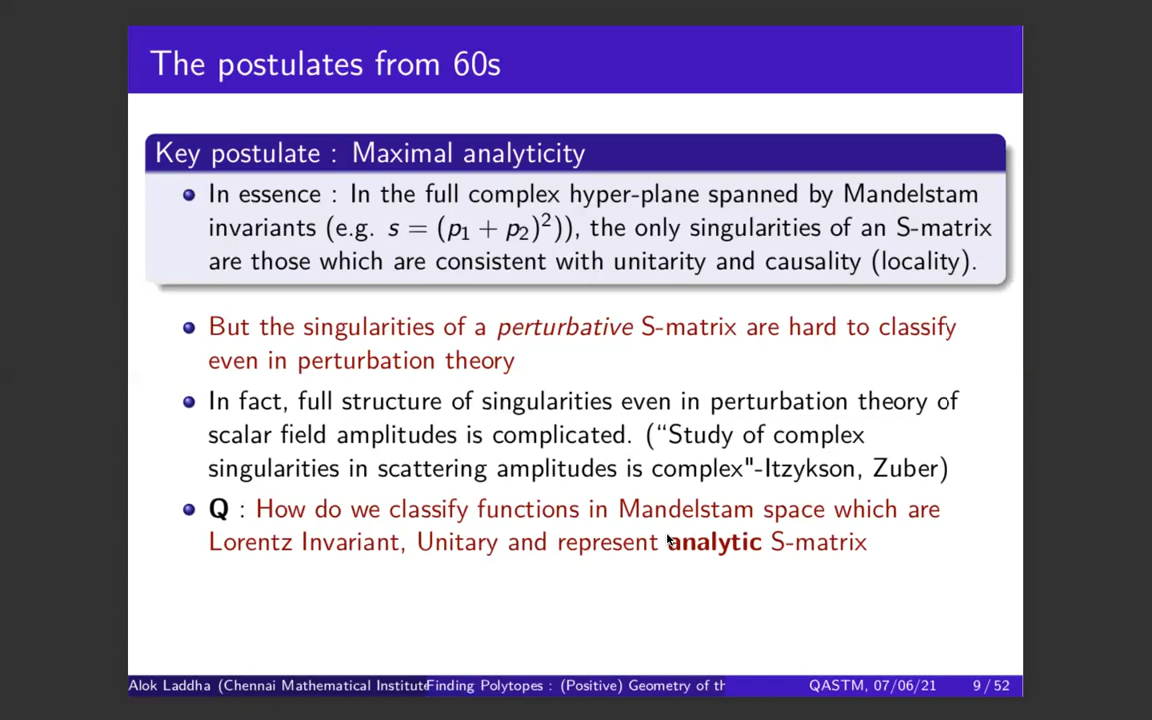 The postulates from 60s
Key postulate : Maximal analyticity
In essence : In the full complex hyper-plane spanned by Mandelstam
invariants (e.g. s = (p₁ + p₂)²)), the only singularities of an S-matrix
are those which are consistent with unitarity and causality (locality).
But the singularities of a perturbative S-matrix are hard to classify
even in perturbation theory
In fact, full structure of singularities even in perturbation theory of
scalar field amplitudes is complicated. (“Study of complex
singularities in scattering amplitudes is complex"-Itzykson, Zuber)
Q : How do we classify functions in Mandelstam space which are
Lorentz Invariant, Unitary and represent analytic S-matrix
Alok Laddha (Chennai Mathematical Institute Finding Polytopes : (Positive) Geometry of th QASTM, 07/06/21 9 / 52